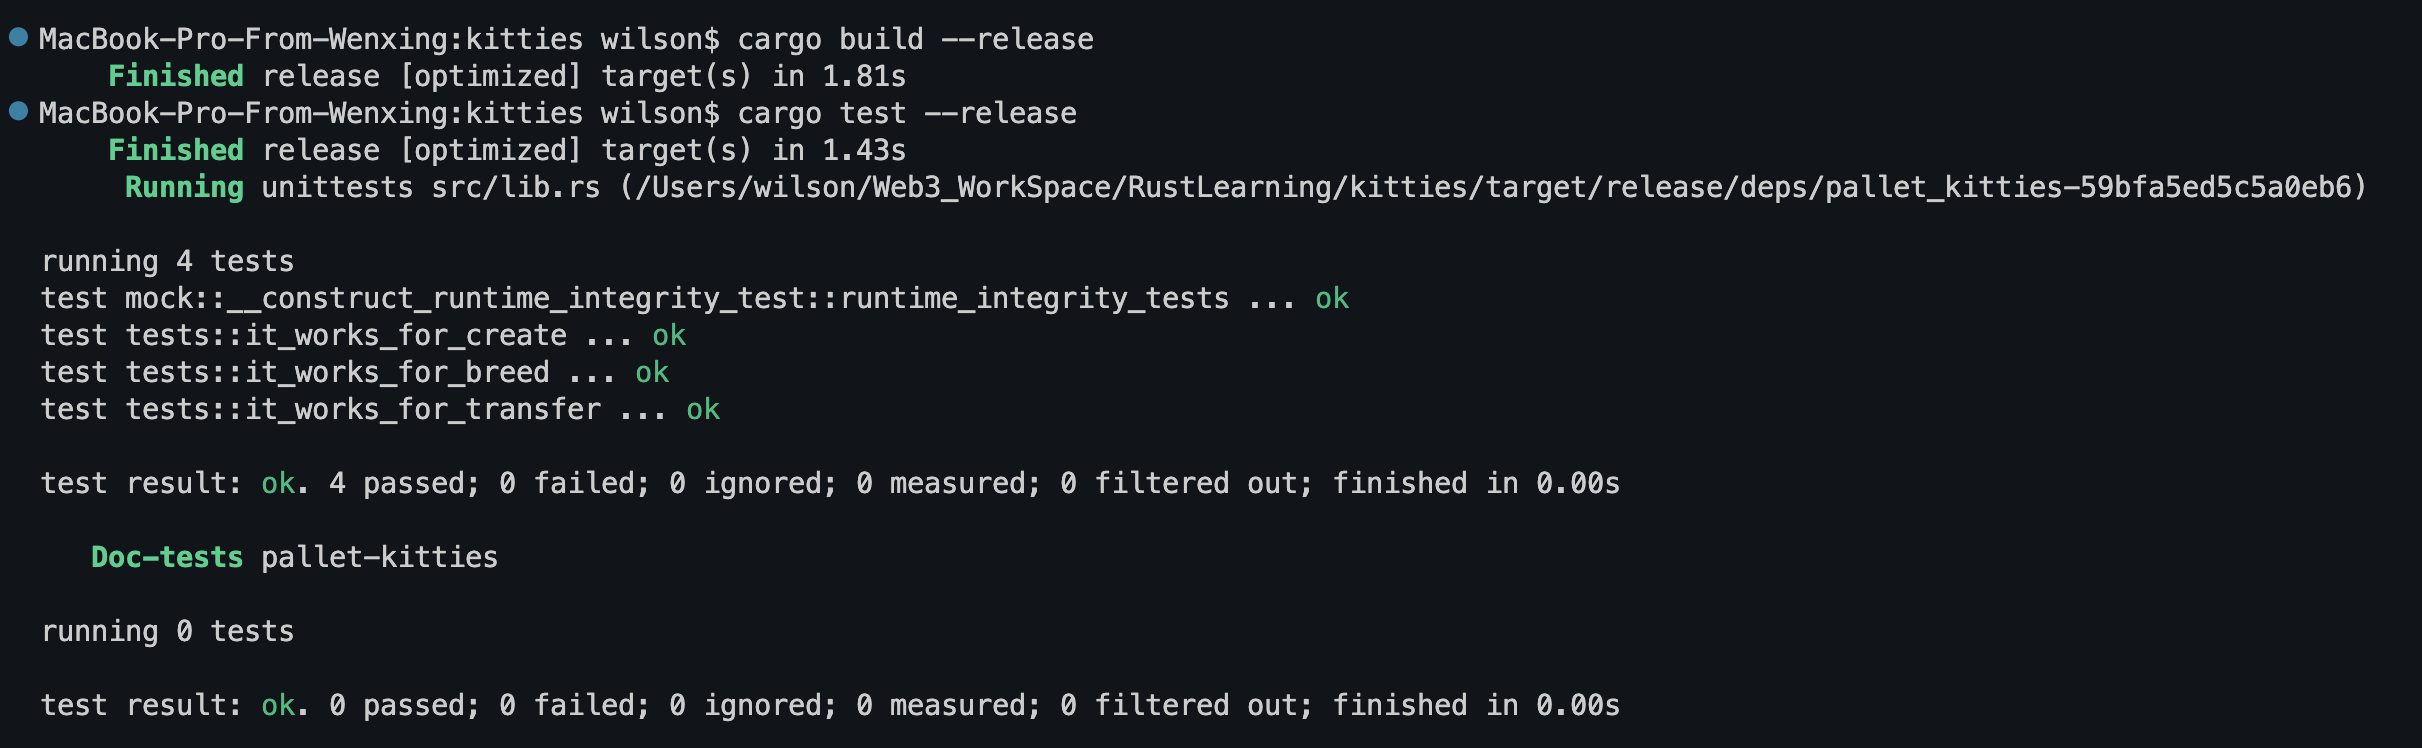 MacBook-Pro-From-Wenxing:kitties wilson$ cargo build --release
Finished release [optimized] target(s) in 1.81s
MacBook-Pro-From-Wenxing:kitties wilson$ cargo test --release
Finished release [optimized] target(s) in 1.43s
Running unittests src/lib.rs (/Users/wilson/Web3_WorkSpace/RustLearning/kitties/target/release/deps/pallet_kitties-59bfa5ed5c5a0eb6)
running 4 tests
test mock::__construct_runtime_integrity_test::runtime_integrity_tests ... ok
test tests::it_works_for_create ... ok
test tests::it_works_for_breed ... ok
test tests::it_works_for_transfer ... ok
test result: ok. 4 passed; 0 failed; 0 ignored; 0 measured; 0 filtered out; finished in 0.00s
Doc-tests pallet-kitties
running 0 tests
test result: ok. 0 passed; 0 failed; 0 ignored; 0 measured; 0 filtered out; finished in 0.00s